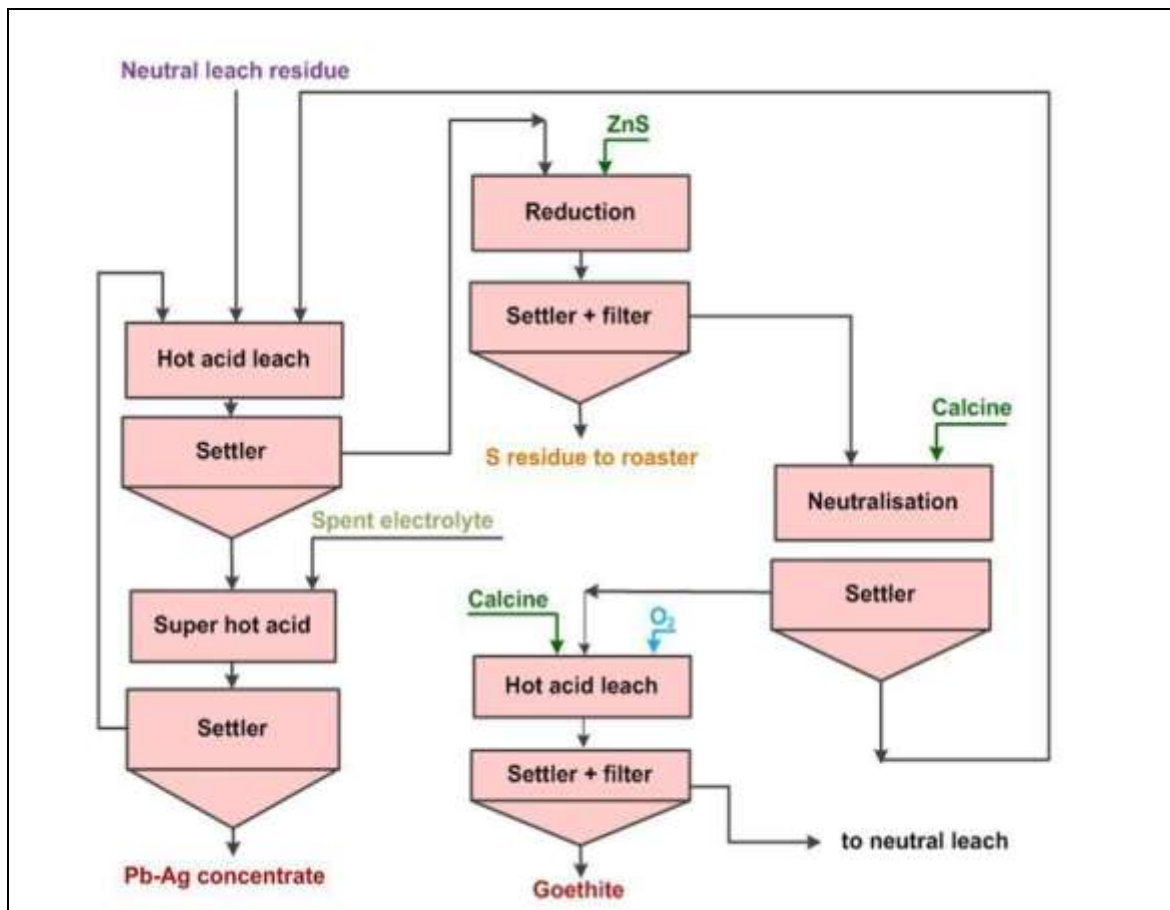 Neutral leach residue
ZnS
Reduction
Settler + filter
S residue to roaster
Hot acid leach
Settler
Spent electrolyte
Super hot acid
Settler
Pb-Ag concentrate
Calcine
Neutralisation
Settler
Calcine
O₂
Hot acid leach
Settler + filter
to neutral leach
Goethite